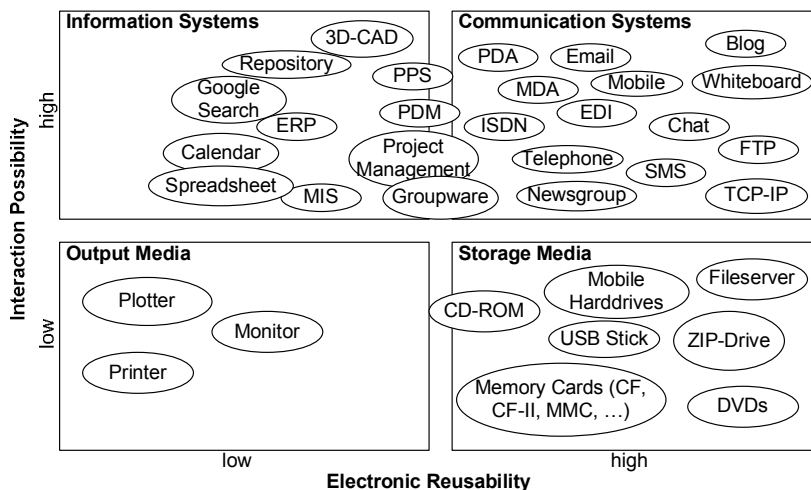 Information Systems
3D-CAD
Repository
PPS
Google
Search
ERP
PDM
Calendar
Project
Management
Spreadsheet
MIS
Groupware
Communication Systems
PDA
Email
Blog
MDA
Mobile
Whiteboard
ISDN
EDI
Chat
FTP
Telephone
SMS
Newsgroup
TCP-IP
Output Media
Plotter
Monitor
Printer
Storage Media
Mobile
Harddrives
Fileserver
CD-ROM
USB Stick
ZIP-Drive
Memory Cards (CF,
CF-II, MMC, …)
DVDs
Interaction Possibility
high
low
low
high
Electronic Reusability